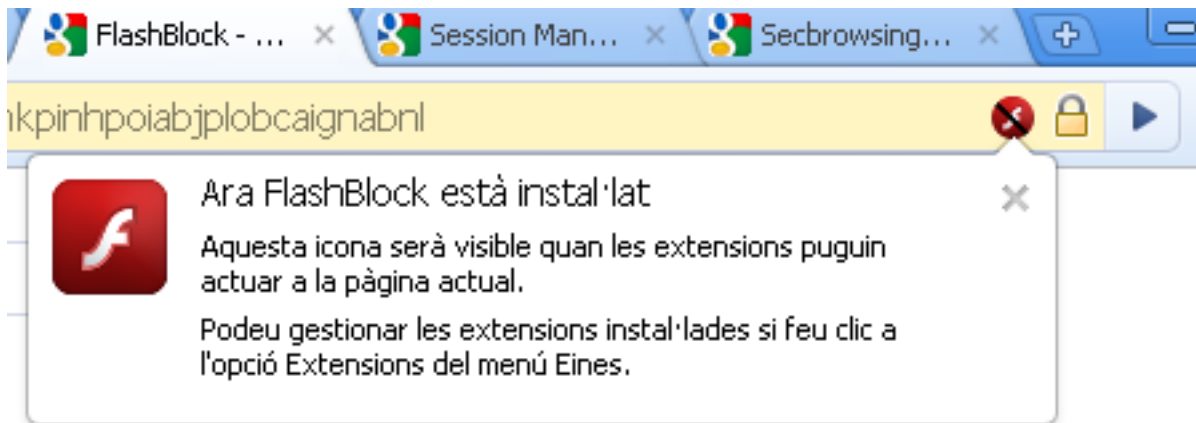 FlashBlock - ...
Session Man...
Secbrowsing...
kpinhpoiabjplobcaignabnl
Ara FlashBlock està instal·lat
Aquesta icona serà visible quan les extensions puguin
actuar a la pàgina actual.
Podeu gestionar les extensions instal·lades si feu clic a
l'opció Extensions del menú Eines.